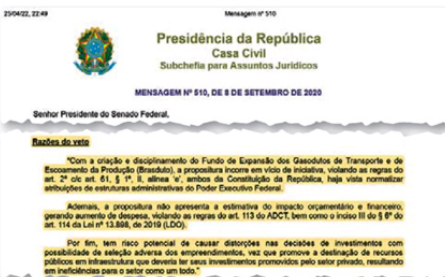 25/04/22, 22:49
Mensagem nº 510
Presidência da República
Casa Civil
Subchefia para Assuntos Jurídicos
MENSAGEM Nº 510, DE 8 DE SETEMBRO DE 2020
Senhor Presidente do Senado Federal,
Razões do veto
"Com a criação e disciplinamento do Fundo de Expansão dos Gasodutos de Transporte e de
Escoamento da Produção (Brasduto), a propositura incorre em vício de iniciativa, violando as regras do
art. 2º c/c art. 61, § 1º, II, alínea 'e', ambos da Constituição da República, haja vista normatizar
atribuições de estruturas administrativas do Poder Executivo Federal.
Ademais, a propositura não apresenta a estimativa do impacto orçamentário e financeiro,
gerando aumento de despesa, violando as regras do art. 113 do ADCT, bem como o inciso III do § 6º do
art. 114 da Lei nº 13.898, de 2019 (LDO).
Por fim, tem risco potencial de causar distorções nas decisões de investimentos com
possibilidade de seleção adversa dos empreendimentos, vez que promove a destinação de recursos
públicos em infraestrutura que deveria ter seus investimentos promovidos pelo setor privado, resultando
em ineficiências para o setor como um todo."